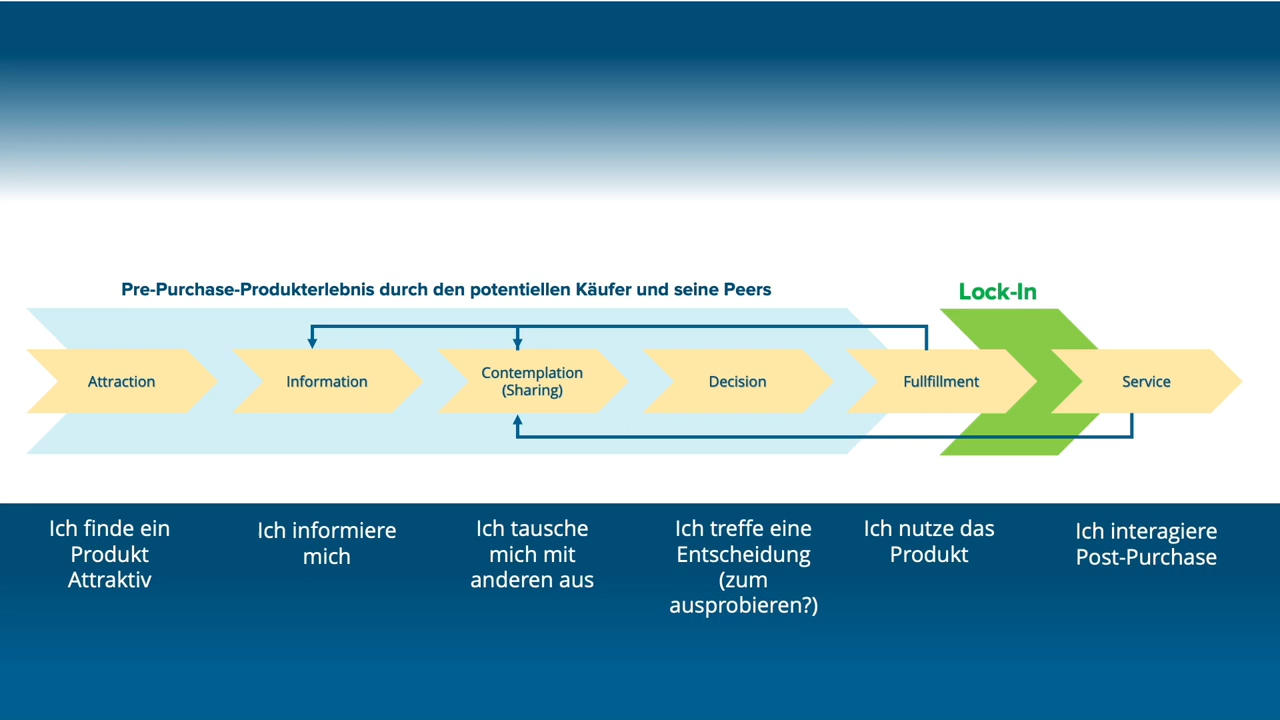 Pre-Purchase-Produkterlebnis durch den potentiellen Käufer und seine Peers
Lock-In
Attraction
Information
Contemplation
(Sharing)
Decision
Fullfillment
Service
Ich finde ein
Produkt
Attraktiv
Ich informiere
mich
Ich tausche
mich mit
anderen aus
Ich treffe eine
Entscheidung
(zum
ausprobieren?)
Ich nutze das
Produkt
Ich interagiere
Post-Purchase